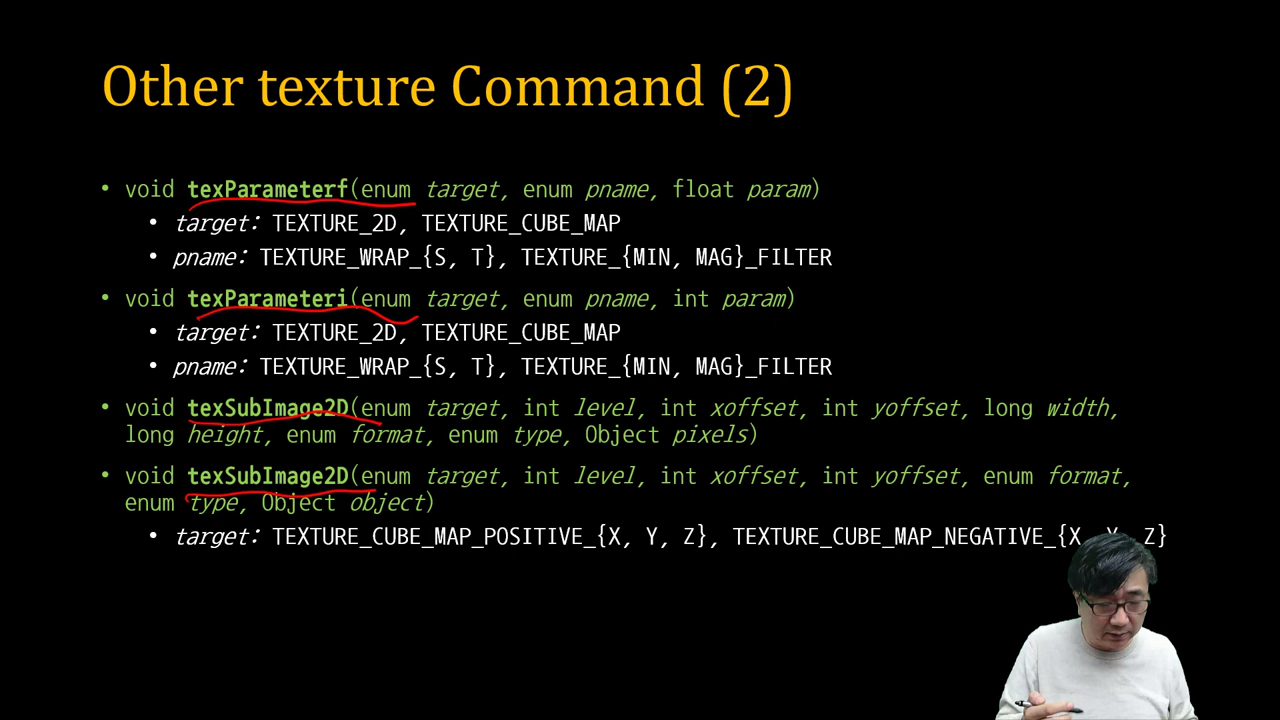 Other texture Command (2)
• void texParameterf(enum target, enum pname, float param)
• target: TEXTURE_2D, TEXTURE_CUBE_MAP
• pname: TEXTURE_WRAP_{S, T}, TEXTURE_{MIN, MAG}_FILTER
• void texParameteri(enum target, enum pname, int param)
• target: TEXTURE_2D, TEXTURE_CUBE_MAP
• pname: TEXTURE_WRAP_{S, T}, TEXTURE_{MIN, MAG}_FILTER
• void texSubImage2D(enum target, int level, int xoffset, int yoffset, long width,
long height, enum format, enum type, Object pixels)
• void texSubImage2D(enum target, int level, int xoffset, int yoffset, enum format,
enum type, Object object)
• target: TEXTURE_CUBE_MAP_POSITIVE_{X, Y, Z}, TEXTURE_CUBE_MAP_NEGATIVE_{X, Y, Z}